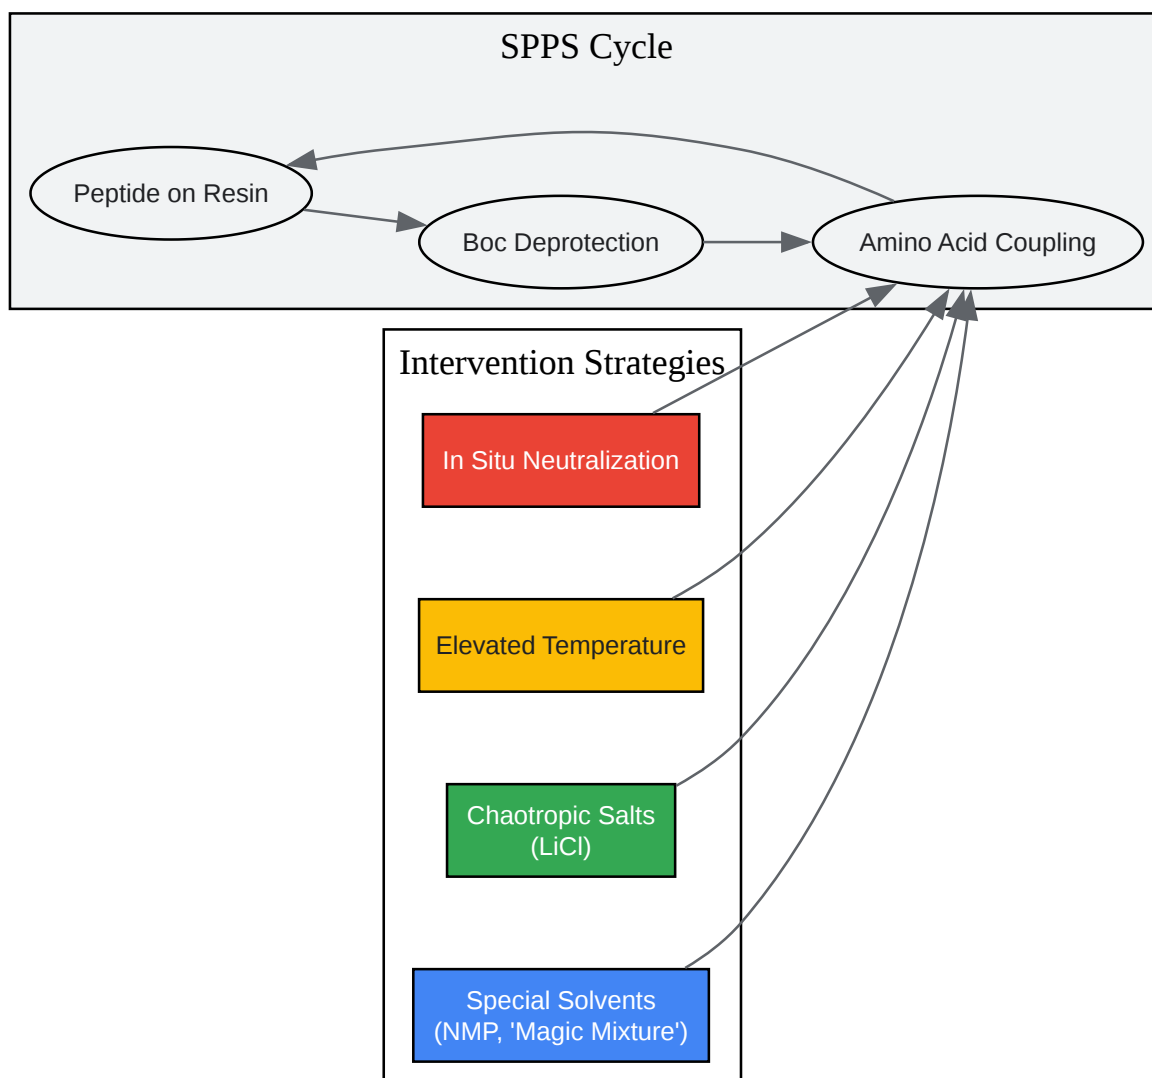 SPPS Cycle
Peptide on Resin
Boc Deprotection
Amino Acid Coupling
Intervention Strategies
In Situ Neutralization
Elevated Temperature
Chaotropic Salts
(LiCl)
Special Solvents
(NMP, 'Magic Mixture')